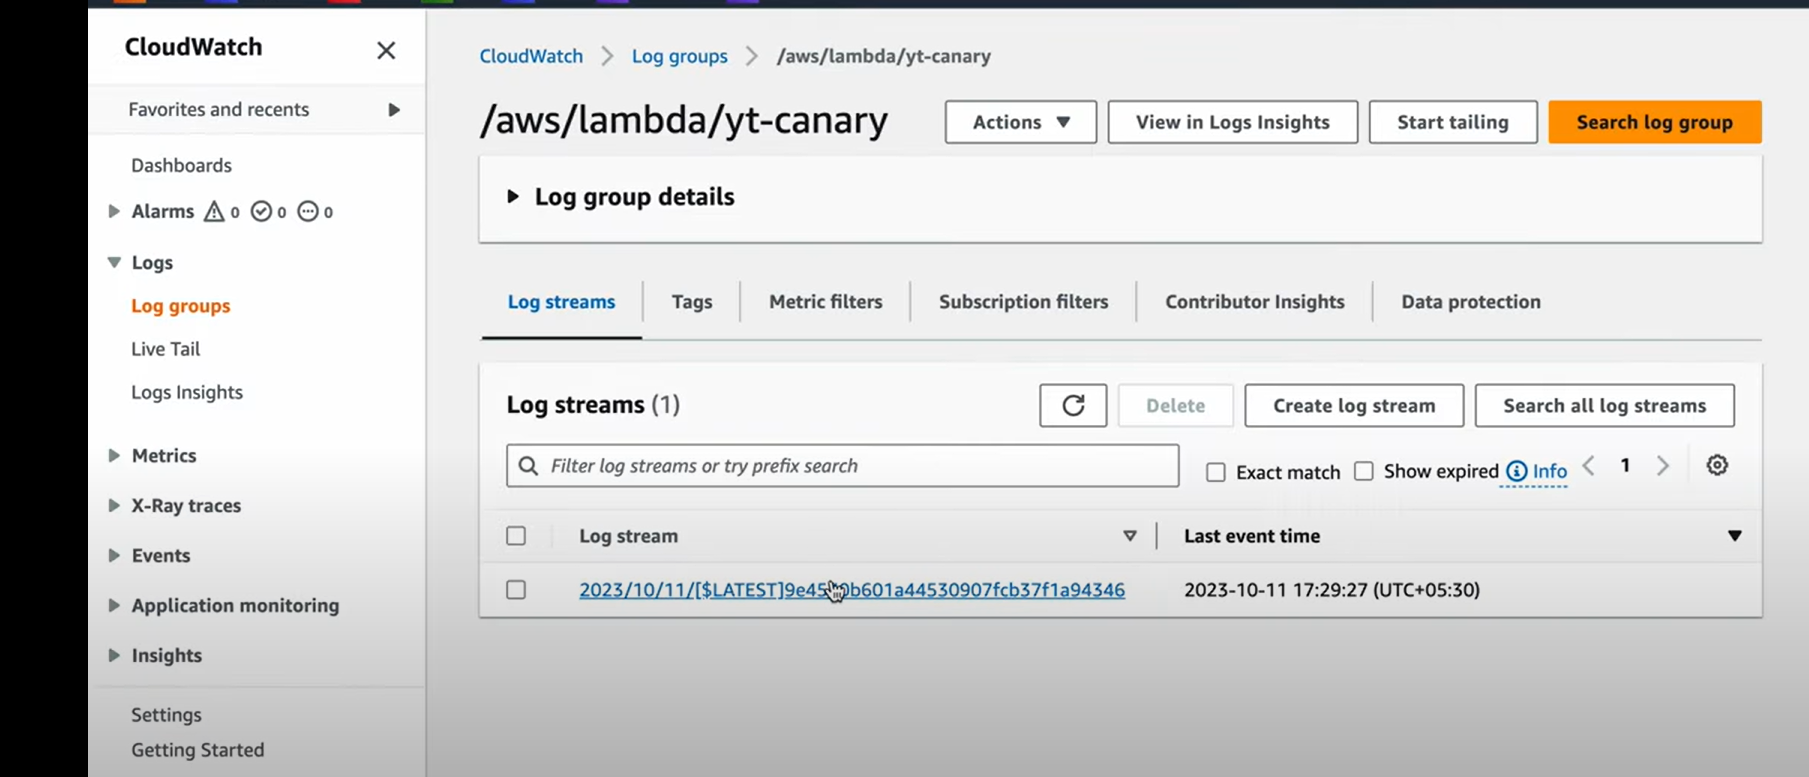 CloudWatch
Favorites and recents
Dashboards
Alarms 0 0 0
Logs
Log groups
Live Tail
Logs Insights
Metrics
X-Ray traces
Events
Application monitoring
Insights
Settings
Getting Started
CloudWatch > Log groups > /aws/lambda/yt-canary
/aws/lambda/yt-canary
Actions
View in Logs Insights
Start tailing
Search log group
Log group details
Log streams
Tags
Metric filters
Subscription filters
Contributor Insights
Data protection
Log streams (1)
Delete
Create log stream
Search all log streams
Filter log streams or try prefix search
Exact match
Show expired
Info
1
Log stream
Last event time
2023-10-11 17:29:27 (UTC+05:30)